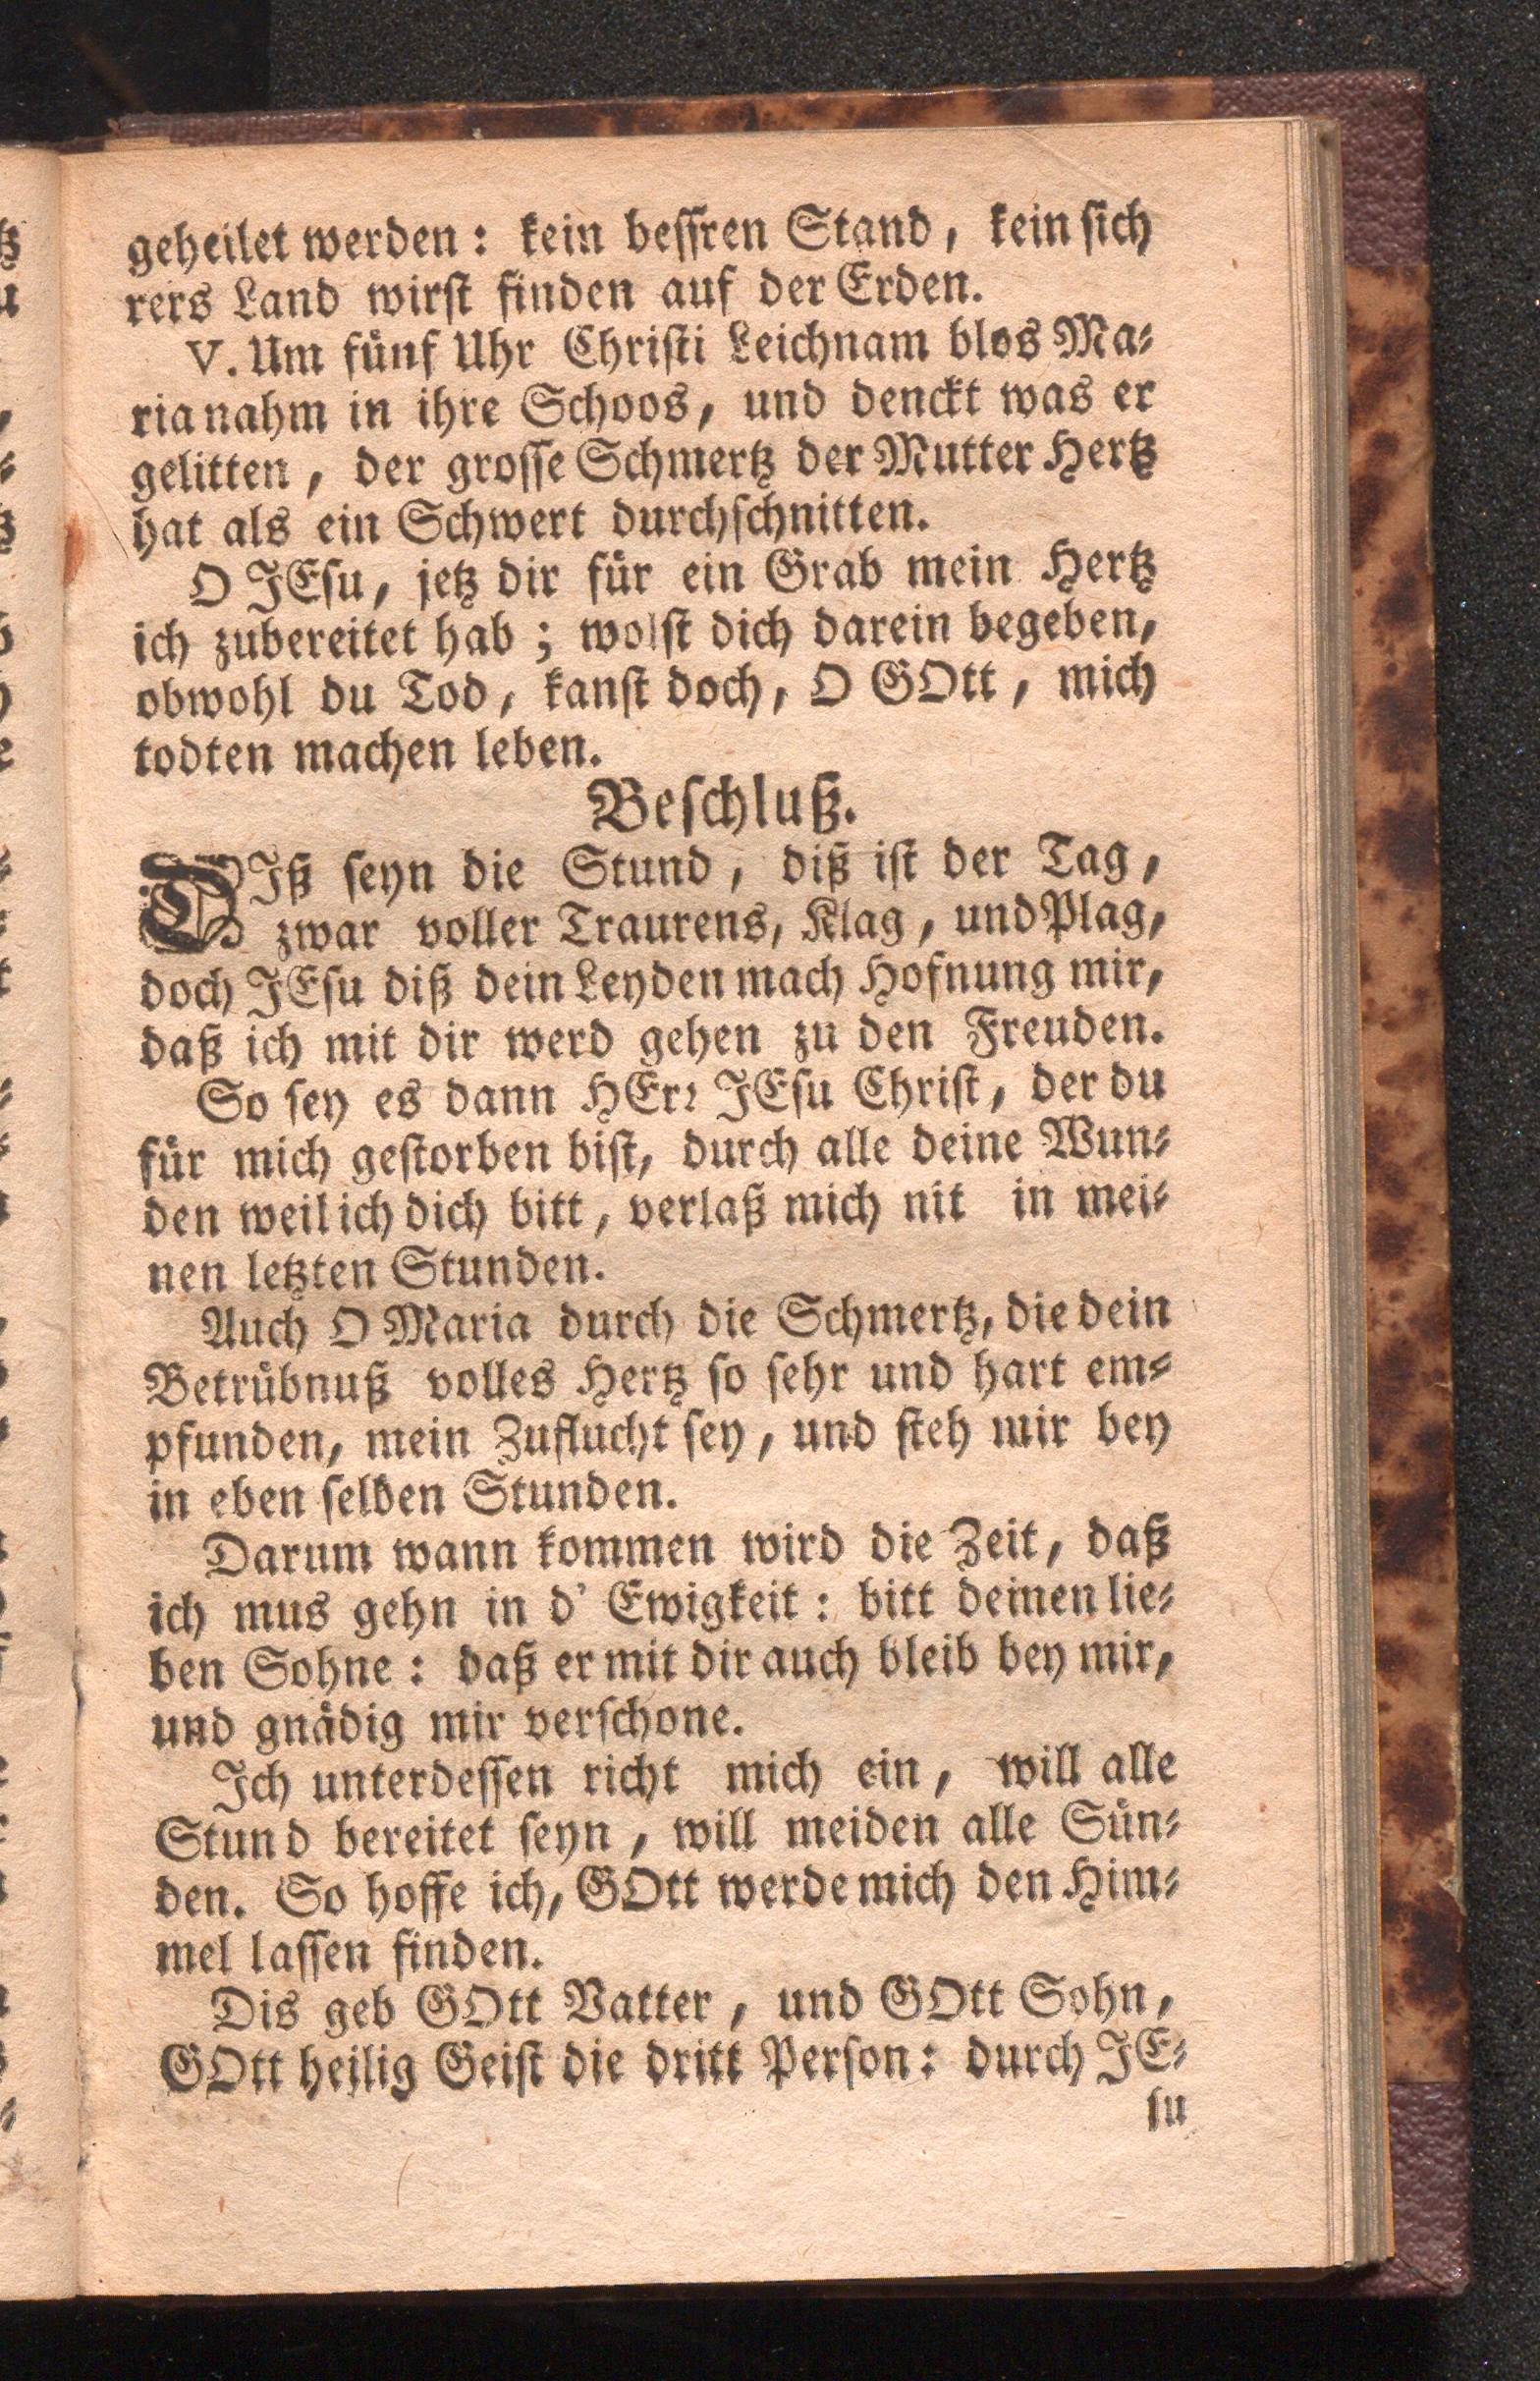 geheilet werden: kein bessren Stand, kein sich
rers Land wirst finden auf der Erden.
V. Um fünf Uhr Christi Leichnam blos Ma-
ria nahm in ihre Schoos, und denckt was er
gelitten, der grosse Schmertz der Mutter Hertz
hat als ein Schwert durchschnitten.
O JEsu, jetz dir für ein Grab mein Hertz
ich zubereitet hab; wolst dich darein begeben,
obwohl du Tod, kanst doch, O GOtt, mich
todten machen leben.
Beschluß.
DIß seyn die Stund, diß ist der Tag,
zwar voller Traurens, Klag, und Plag,
doch JEsu diß dein Leyden mach Hofnung mir,
daß ich mit dir werd gehen zu den Freuden.
So sey es dann HErr JEsu Christ, der du
für mich gestorben bist, durch alle deine Wun-
den weil ich dich bitt, verlaß mich nit in mei-
nen letzten Stunden.
Auch O Maria durch die Schmertz, die dein
Betrübnuß volles Hertz so sehr und hart em-
pfunden, mein Zuflucht sey, und steh mir bey
in eben selben Stunden.
Darum wann kommen wird die Zeit, daß
ich mus gehn in d' Ewigkeit: bitt deinen lie-
ben Sohne: daß er mit dir auch bleib bey mir,
und gnädig mir verschone.
Ich unterdessen richt mich ein, will alle
Stund bereitet seyn, will meiden alle Sün-
den. So hoffe ich, GOtt werde mich den Him-
mel lassen finden.
Dis geb GOtt Vatter, und GOtt Sohn,
GOtt heilig Geist die dritt Person: durch JE-
su